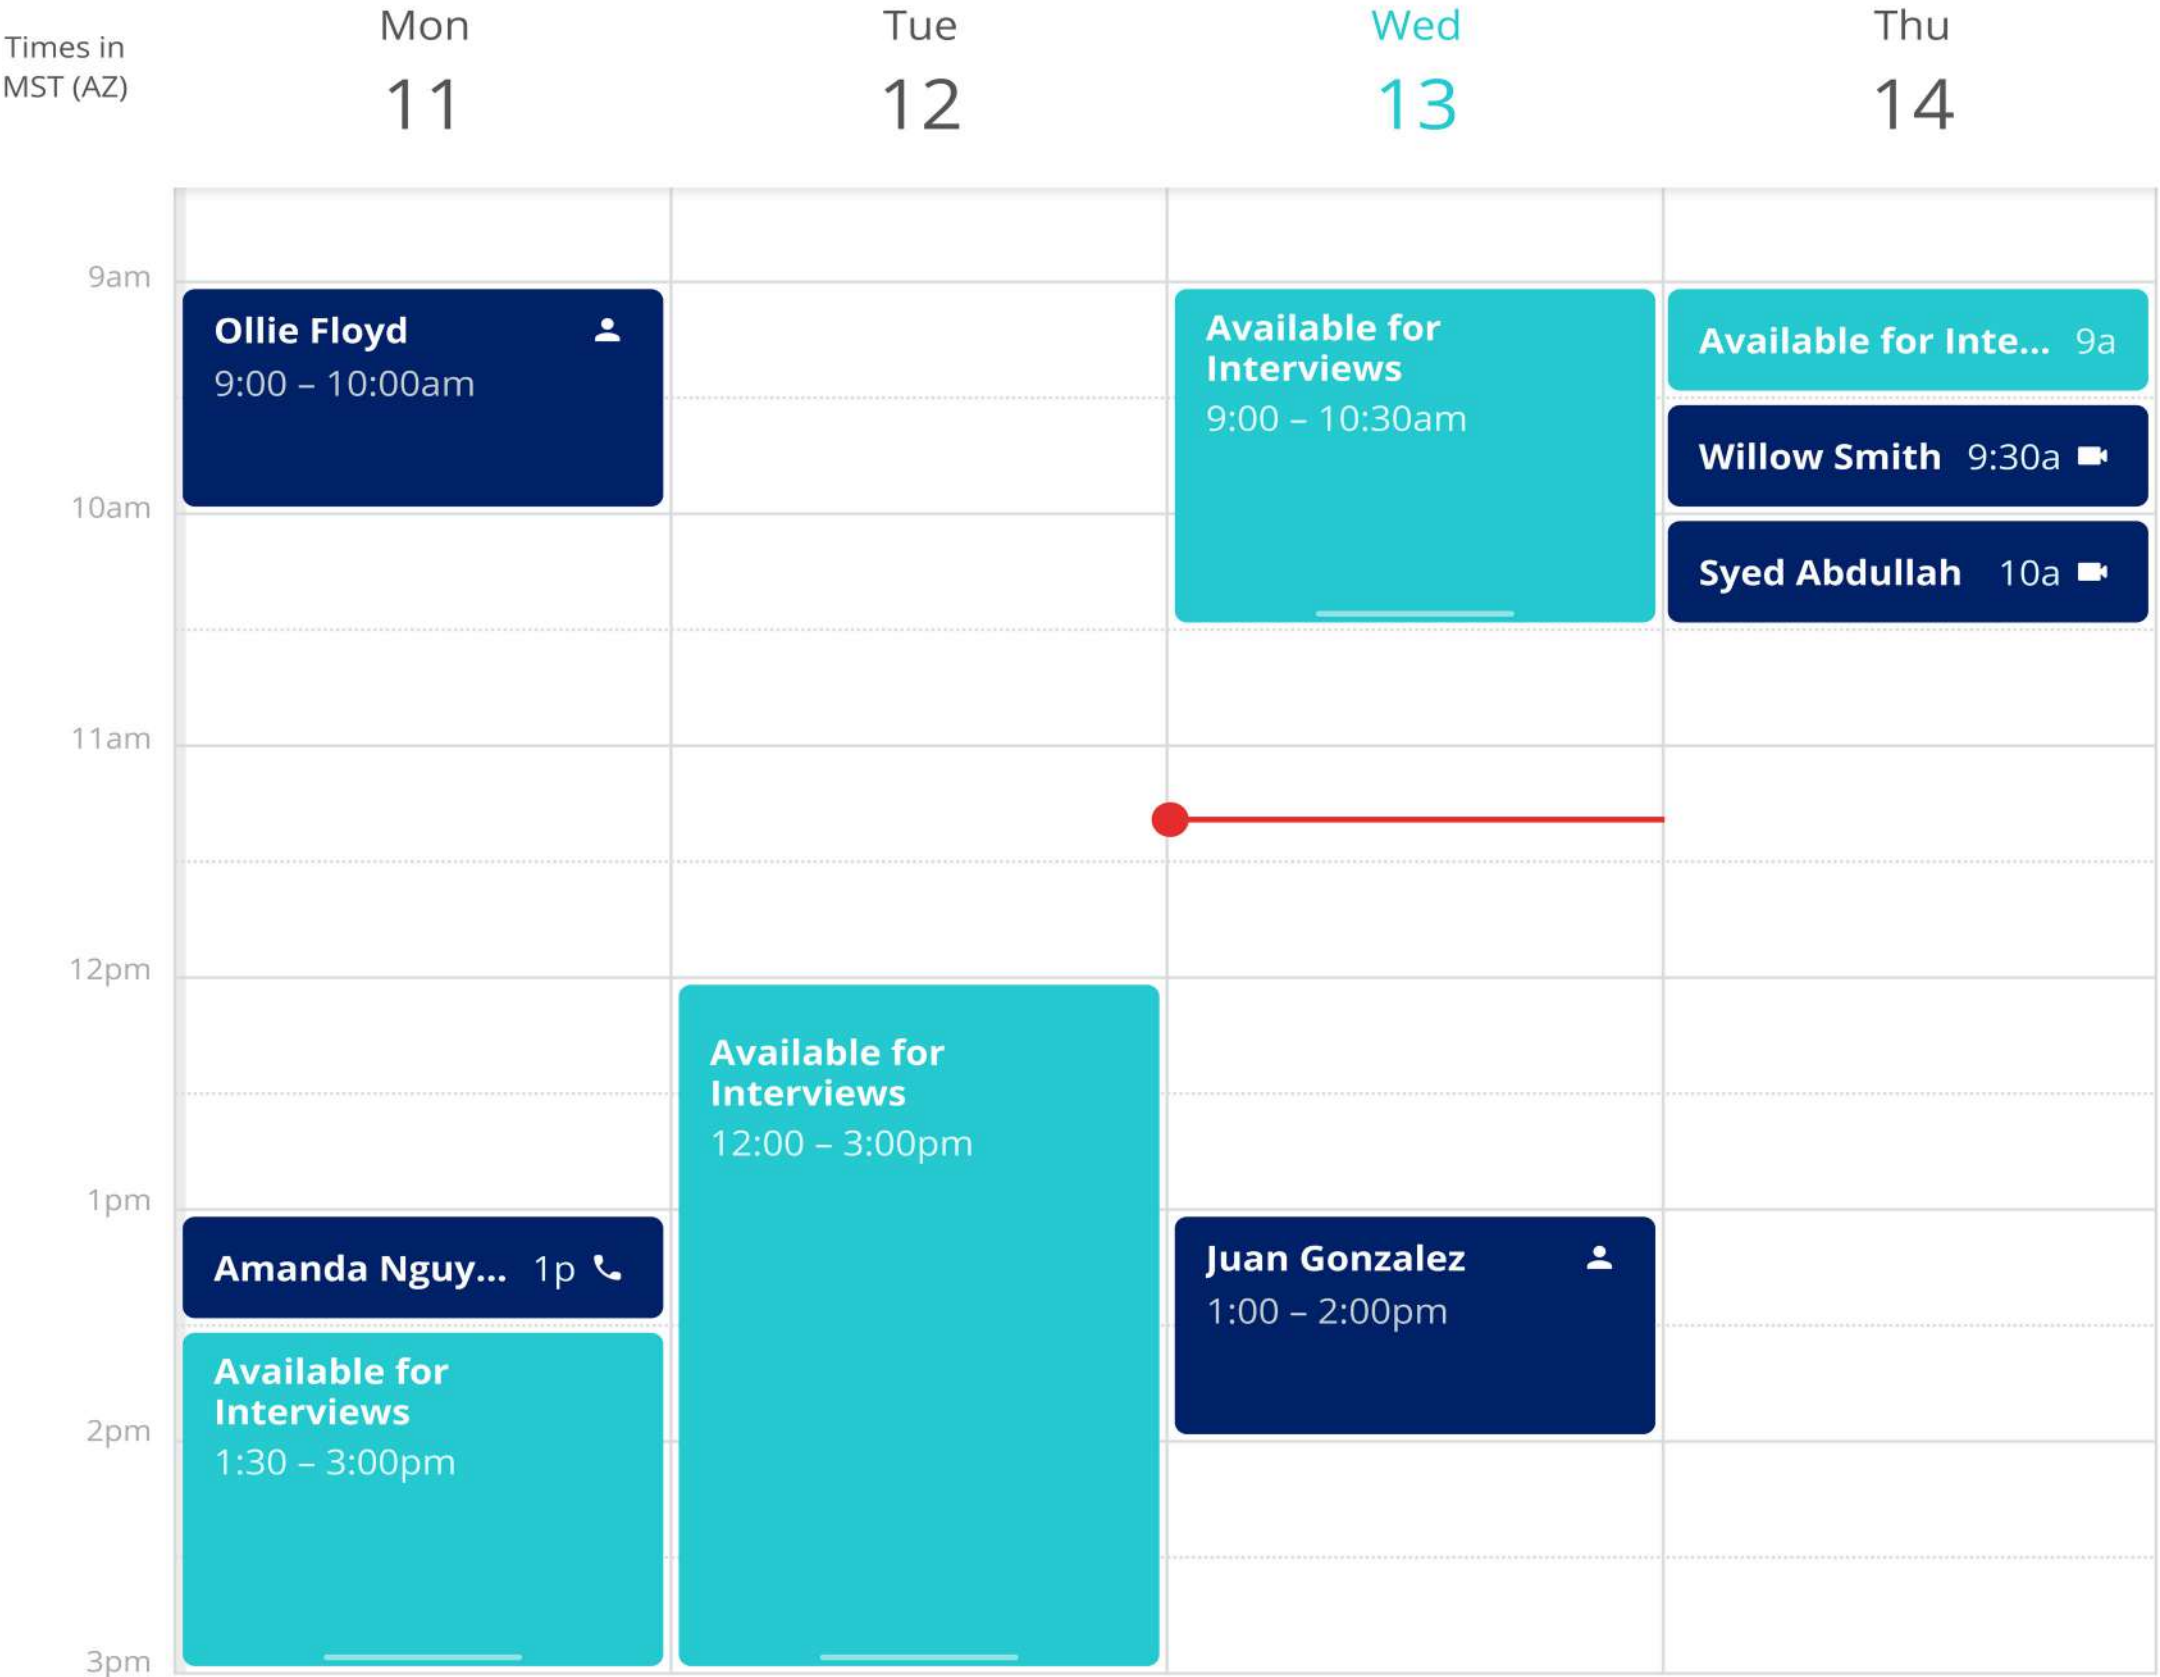 Times in
MST (AZ)
Mon
11
Tue
12
Wed
13
Thu
14
9am
10am
11am
12pm
1pm
2pm
3pm
Ollie Floyd
9:00 – 10:00am
Amanda Nguy... 1p
Available for
Interviews
1:30 – 3:00pm
Available for
Interviews
12:00 – 3:00pm
Available for
Interviews
9:00 – 10:30am
Juan Gonzalez
1:00 – 2:00pm
Available for Inte... 9a
Willow Smith 9:30a
Syed Abdullah 10a